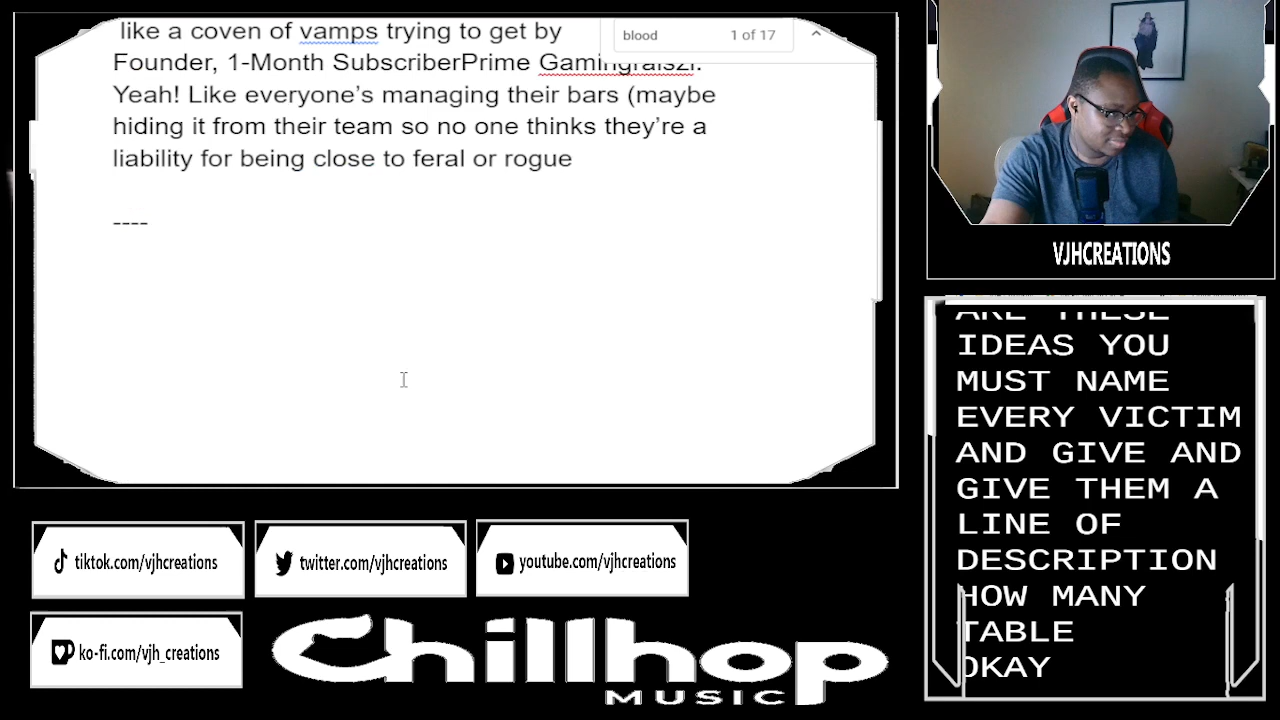 like a coven of vamps trying to get by
blood 1 of 17
Founder, 1-Month SubscriberPrime Gamingraiszi:
Yeah! Like everyone's managing their bars (maybe
hiding it from their team so no one thinks they're a
liability for being close to feral or rogue
----
VJHCREATIONS
ARE THESE
IDEAS YOU
MUST NAME
EVERY VICTIM
AND GIVE AND
GIVE THEM A
LINE OF
DESCRIPTION
HOW MANY
TABLE
OKAY
tiktok.com/vjhcreations
twitter.com/vjhcreations
youtube.com/vjhcreations
ko-fi.com/vjh_creations
Chillhop
MUSIC